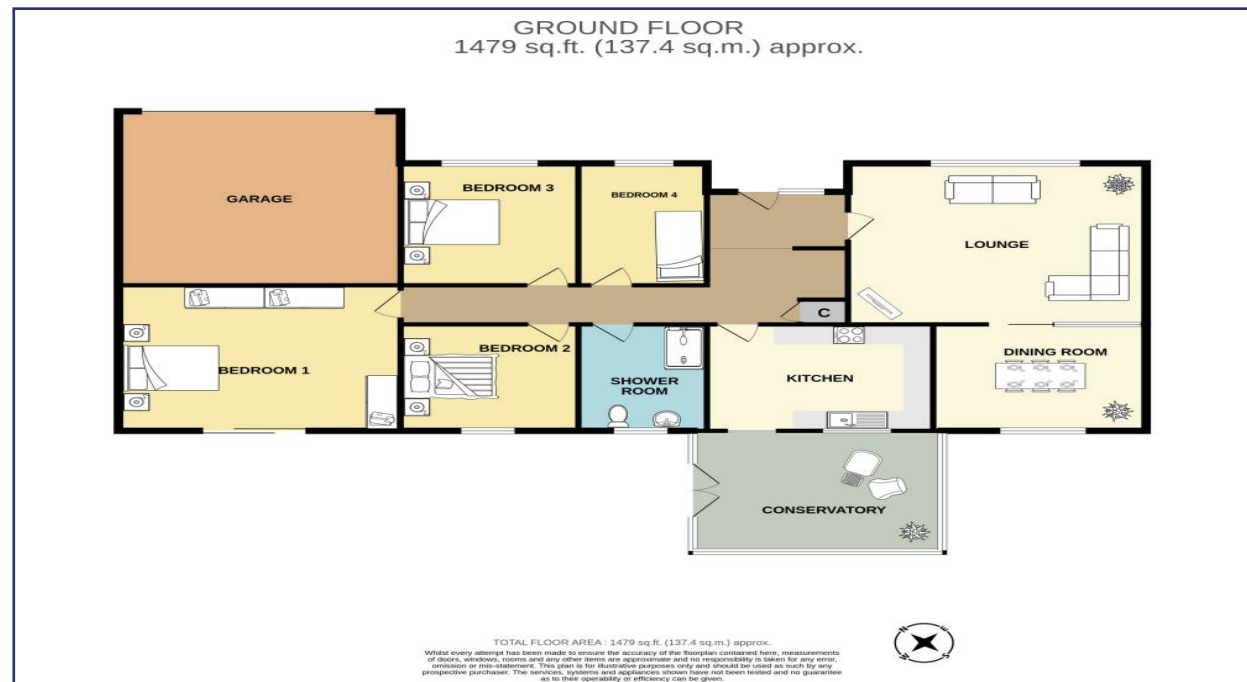 GROUND FLOOR
1479 sq.ft. (137.4 sq.m.) approx.
GARAGE
BEDROOM 3
BEDROOM 4
LOUNGE
C
BEDROOM 1
BEDROOM 2
SHOWER
ROOM
KITCHEN
DINING ROOM
CONSERVATORY
N
E
W
S
TOTAL FLOOR AREA : 1479 sq.ft. (137.4 sq.m.) approx.
Whilst every attempt has been made to ensure the accuracy of the floorplan contained here, measurements
of doors, windows, rooms and any other items are approximate and no responsibility is taken for any error,
omission or mis-statement. This plan is for illustrative purposes only and should be used as such by any
prospective purchaser. The services, systems and appliances shown have not been tested and no guarantee
as to their operability or efficiency can be given.